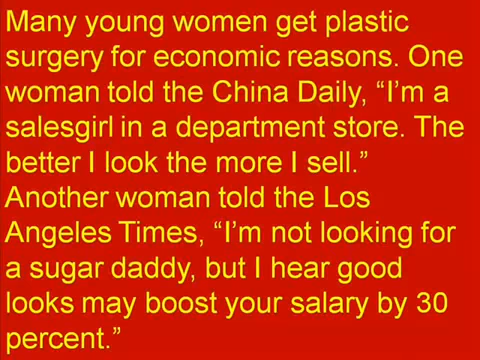 Many young women get plastic
surgery for economic reasons. One
woman told the China Daily, “I’m a
salesgirl in a department store. The
better I look the more I sell.”
Another woman told the Los
Angeles Times, “I’m not looking for
a sugar daddy, but I hear good
looks may boost your salary by 30
percent.”